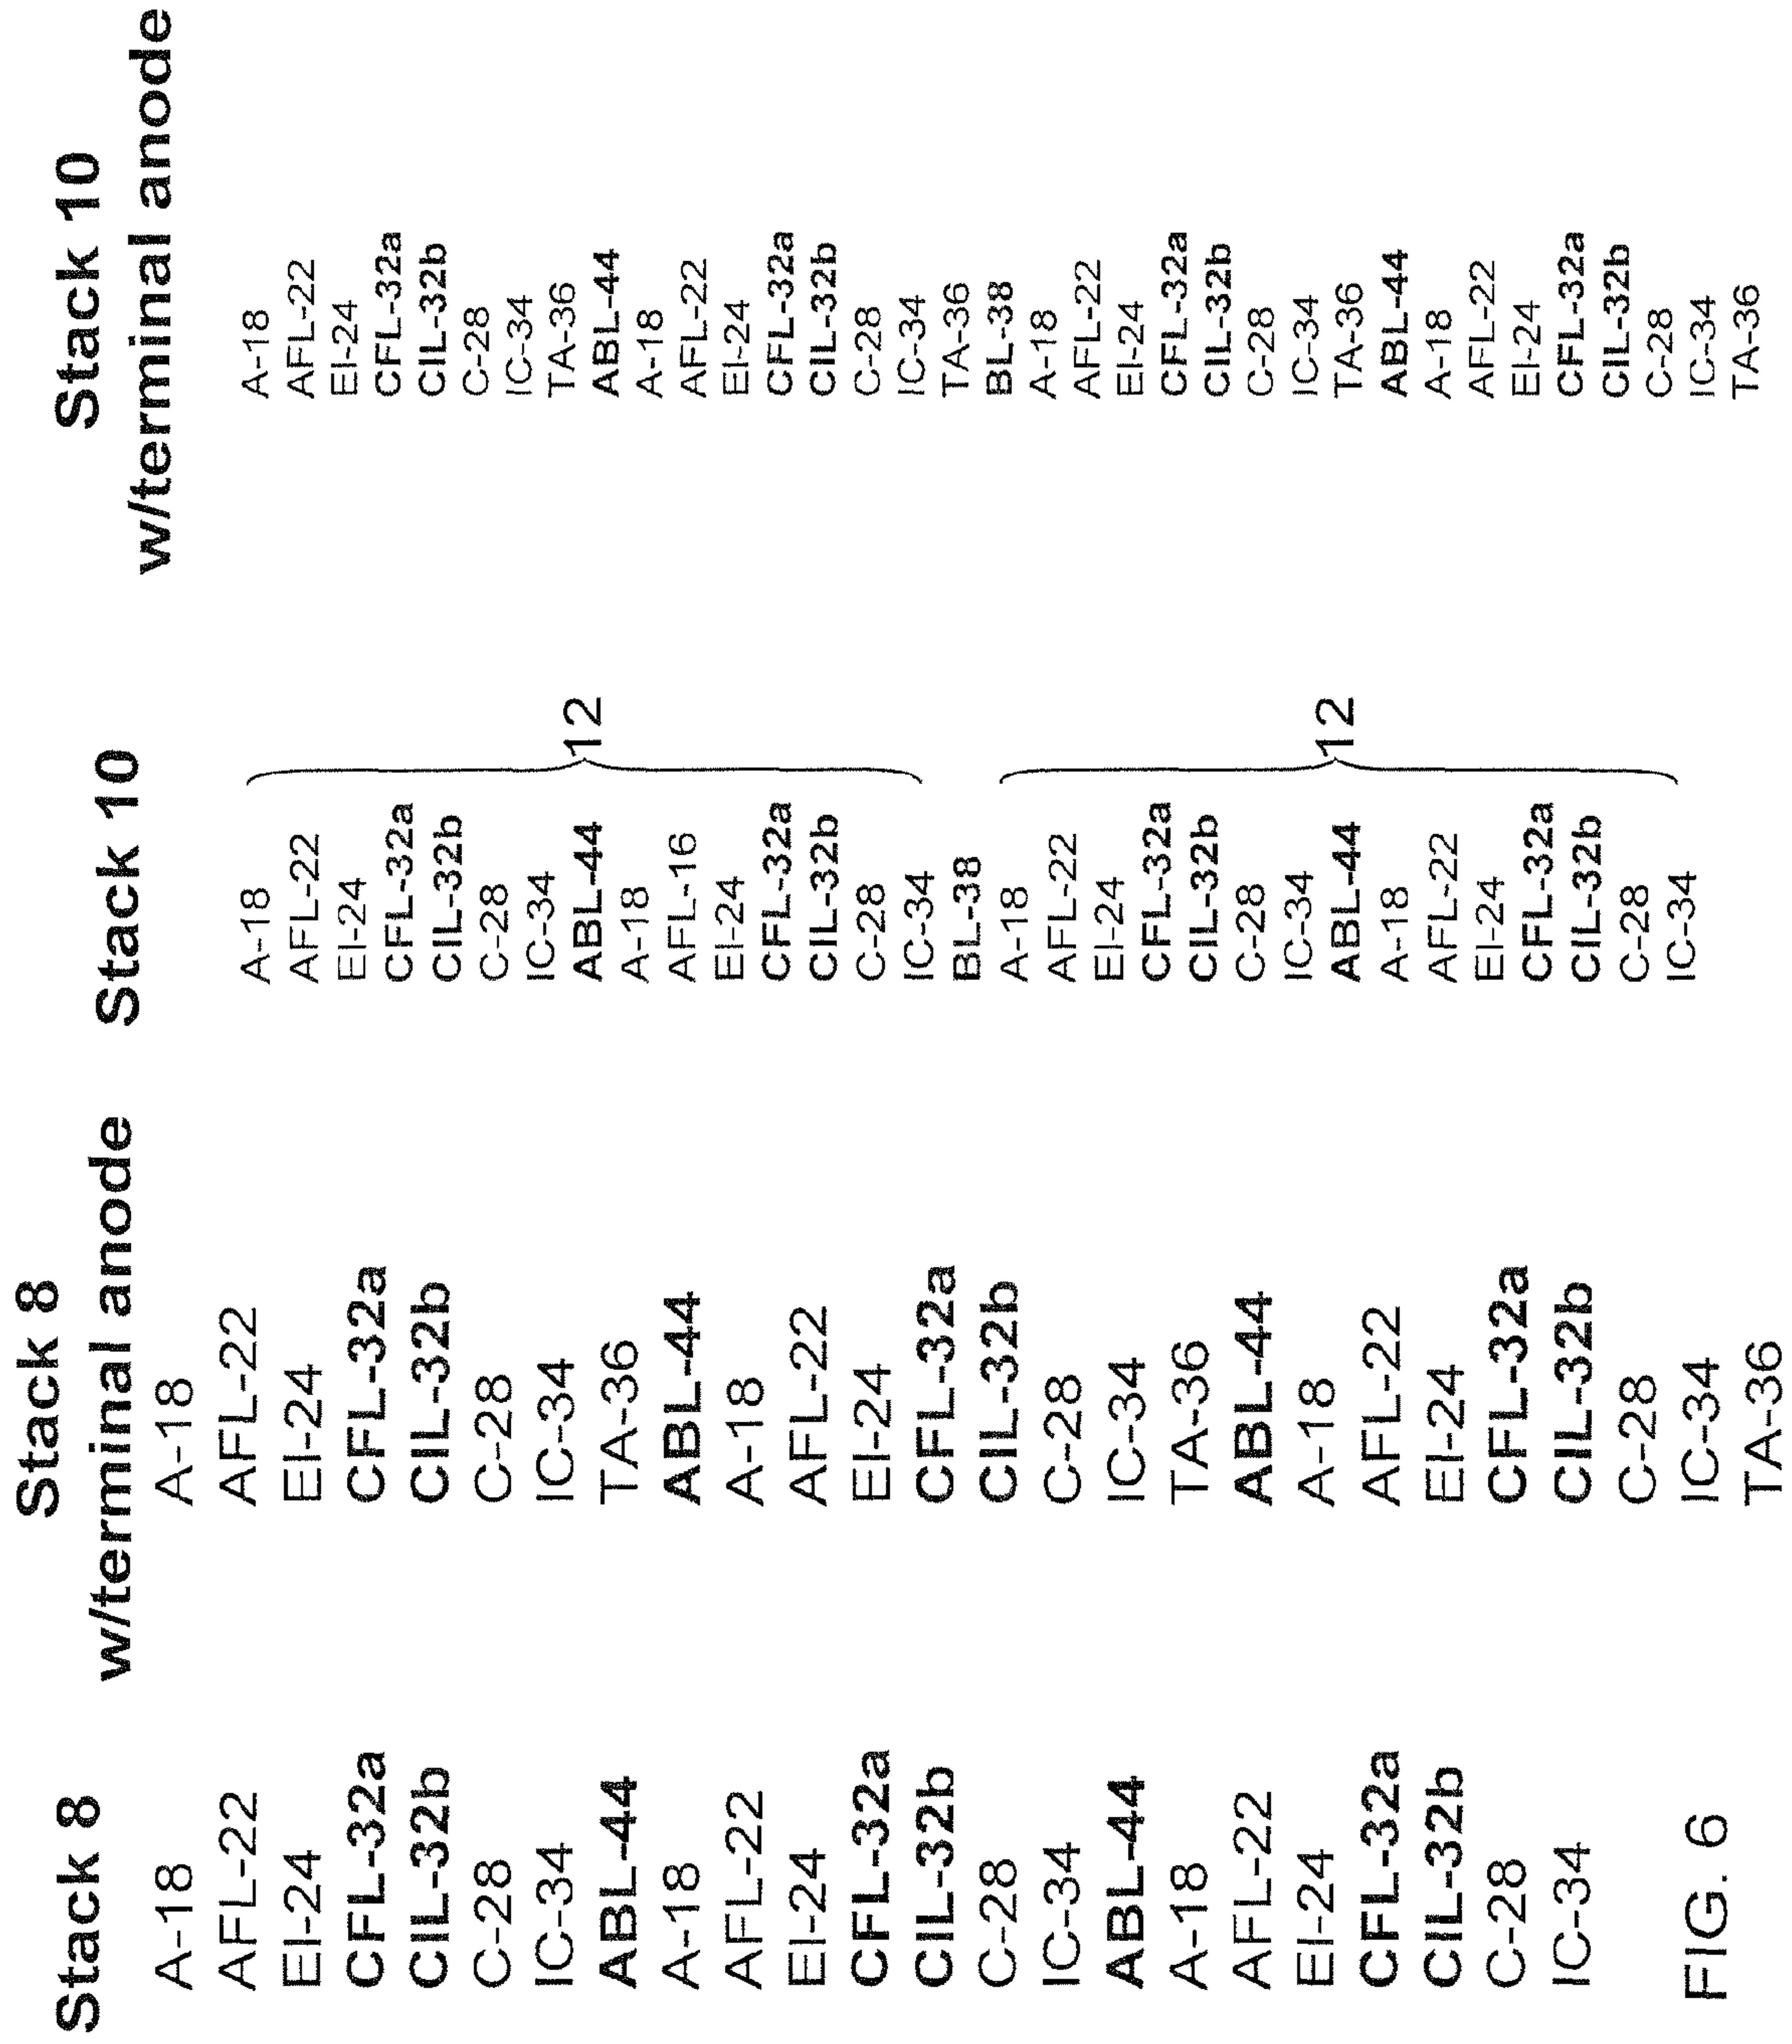 Stack 8
A-18
AFL-22
EI-24
CFL-32a
CIL-32b
C-28
IC-34
ABL-44
A-18
AFL-22
EI-24
CFL-32a
CIL-32b
C-28
IC-34
ABL-44
A-18
AFL-22
EI-24
CFL-32a
CIL-32b
C-28
IC-34
Stack 8
w/terminal anode
A-18
AFL-22
EI-24
CFL-32a
CIL-32b
C-28
IC-34
TA-36
ABL-44
A-18
AFL-22
EI-24
CFL-32a
CIL-32b
C-28
IC-34
TA-36
ABL-44
A-18
AFL-22
EI-24
CFL-32a
CIL-32b
C-28
IC-34
TA-36
Stack 10
A-18
AFL-22
EI-24
CFL-32a
CIL-32b
C-28
IC-34
ABL-44
A-18
AFL-16
EI-24
CFL-32a
CIL-32b
C-28
IC-34
BL-38
A-18
AFL-22
EI-24
CFL-32a
CIL-32b
C-28
IC-34
ABL-44
A-18
AFL-22
EI-24
CFL-32a
CIL-32b
C-28
IC-34
12
12
Stack 10
w/terminal anode
A-18
AFL-22
EI-24
CFL-32a
CIL-32b
C-28
IC-34
TA-36
ABL-44
A-18
AFL-22
EI-24
CFL-32a
CIL-32b
C-28
IC-34
TA-36
BL-38
A-18
AFL-22
EI-24
CFL-32a
CIL-32b
C-28
IC-34
TA-36
ABL-44
A-18
AFL-22
EI-24
CFL-32a
CIL-32b
C-28
IC-34
TA-36
FIG. 6